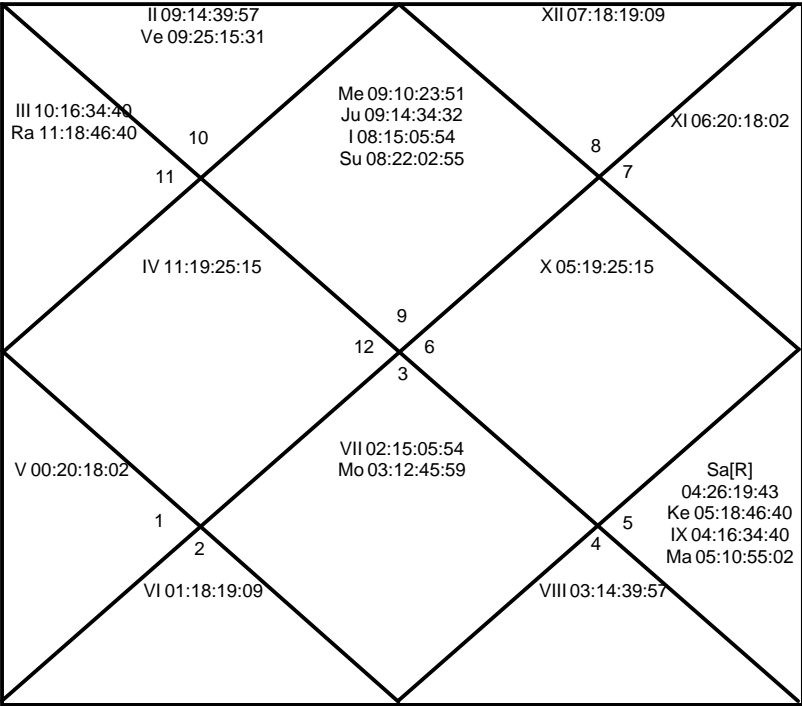 II 09:14:39:57
Ve 09:25:15:31
XII 07:18:19:09
Me 09:10:23:51
Ju 09:14:34:32
I 08:15:05:54
Su 08:22:02:55
III 10:16:34:40
Ra 11:18:46:40
10
11
8
7
XI 06:20:18:02
IV 11:19:25:15
X 05:19:25:15
9
12
6
3
V 00:20:18:02
VII 02:15:05:54
Mo 03:12:45:59
Sa[R]
04:26:19:43
Ke 05:18:46:40
IX 04:16:34:40
Ma 05:10:55:02
1
2
5
4
VI 01:18:19:09
VIII 03:14:39:57